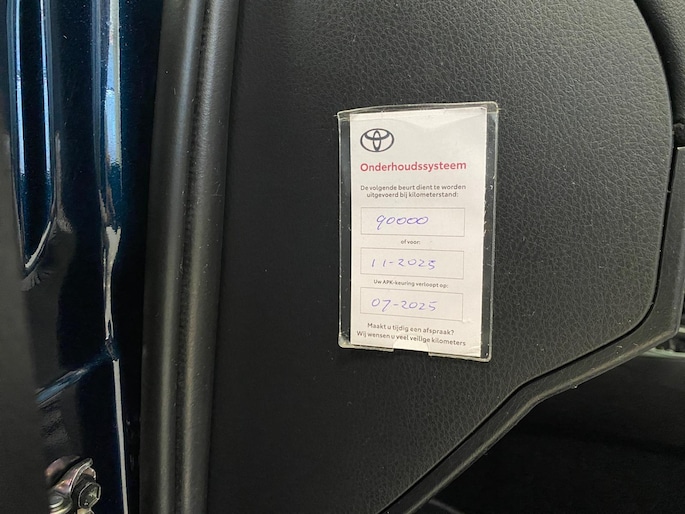 Onderhoudssysteem
De volgende beurt dient te worden
uitgevoerd bij kilometerstand:
90000
of voor:
11-2025
Uw APK-keuring verloopt op:
07-2025
Maakt u tijdig een afspraak?
Wij wensen u veel veilige kilometers